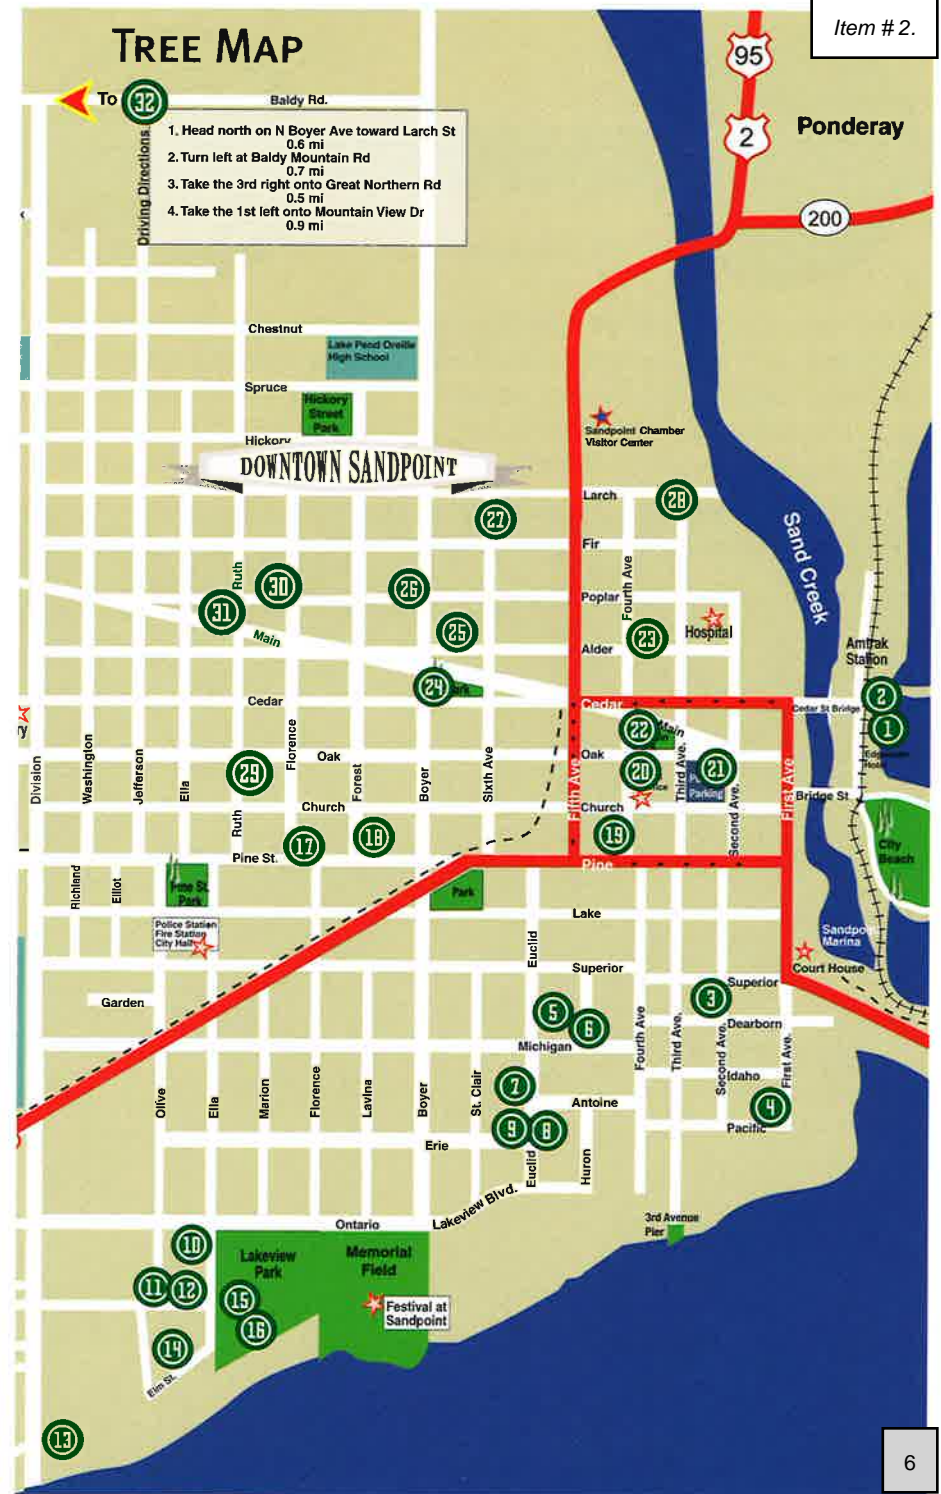 Item # 2.
TREE MAP
95
2
Ponderay
200
To 32
Baldy Rd.
Driving Directions
1. Head north on N Boyer Ave toward Larch St
0.6 mi
2. Turn left at Baldy Mountain Rd
0.7 mi
3. Take the 3rd right onto Great Northern Rd
0.5 mi
4. Take the 1st left onto Mountain View Dr
0.9 mi
Chestnut
Lake Pend Oreille
High School
Spruce
Hickory
Street
Park
Hickory
Sandpoint Chamber
Visitor Center
DOWNTOWN SANDPOINT
Larch
28
27
Sand Creek
Fir
Ruth
30
26
Poplar
Fourth Ave
31
Main
25
23
Hospital
Alder
Amtrak
Station
24
Cedar
Cedar
2
Cedar St Bridge
22
Main
1
Florence
Oak
Oak
Division
Washington
Jefferson
Ella
29
Forest
Boyer
Sixth Ave
Fifth Ave
20
Third Ave.
21
Parking
First Ave
Bridge St
Church
Church
Ruth
17
18
19
Second Ave.
City
Beach
Pine St.
Pine
Richland
Elliot
Pine St.
Park
Park
Lake
Police Station
Fire Station
City Hall
Euclid
Sandpoint
Marina
Superior
Court House
Superior
Garden
3
5
6
Fourth Ave
Third Ave.
Second Ave.
Dearborn
Michigan
First Ave.
Idaho
7
Olive
Ella
Marion
Florence
Lavina
Boyer
St. Clair
Antoine
4
9
8
Pacific
Erie
Euclid
Huron
Lakeview Blvd.
3rd Avenue
Pier
Ontario
10
Lakeview
Park
Memorial
Field
11
12
15
Festival at
Sandpoint
16
14
Elm St.
13
6